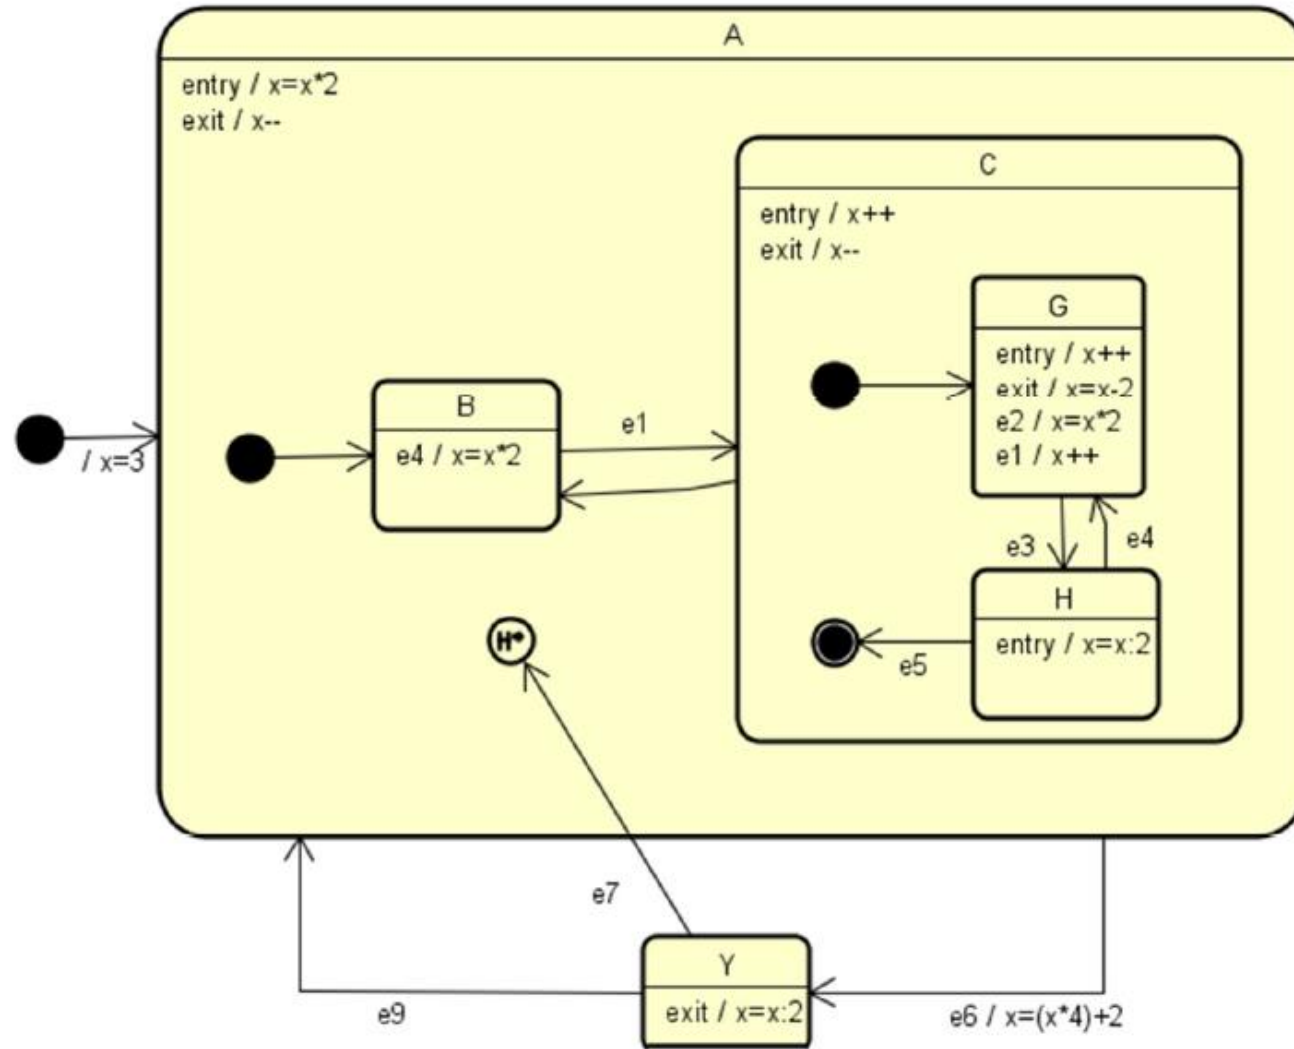 A
entry / x=x*2
exit / x--
C
entry / x++
exit / x--
G
entry / x++
exit / x=x-2
e2 / x=x*2
e1 / x++
B
e4 / x=x*2
e1
/ x=3
e3
e4
H
entry / x=x:2
e5
H*
e7
Y
exit / x=x:2
e9
e6 / x=(x*4)+2